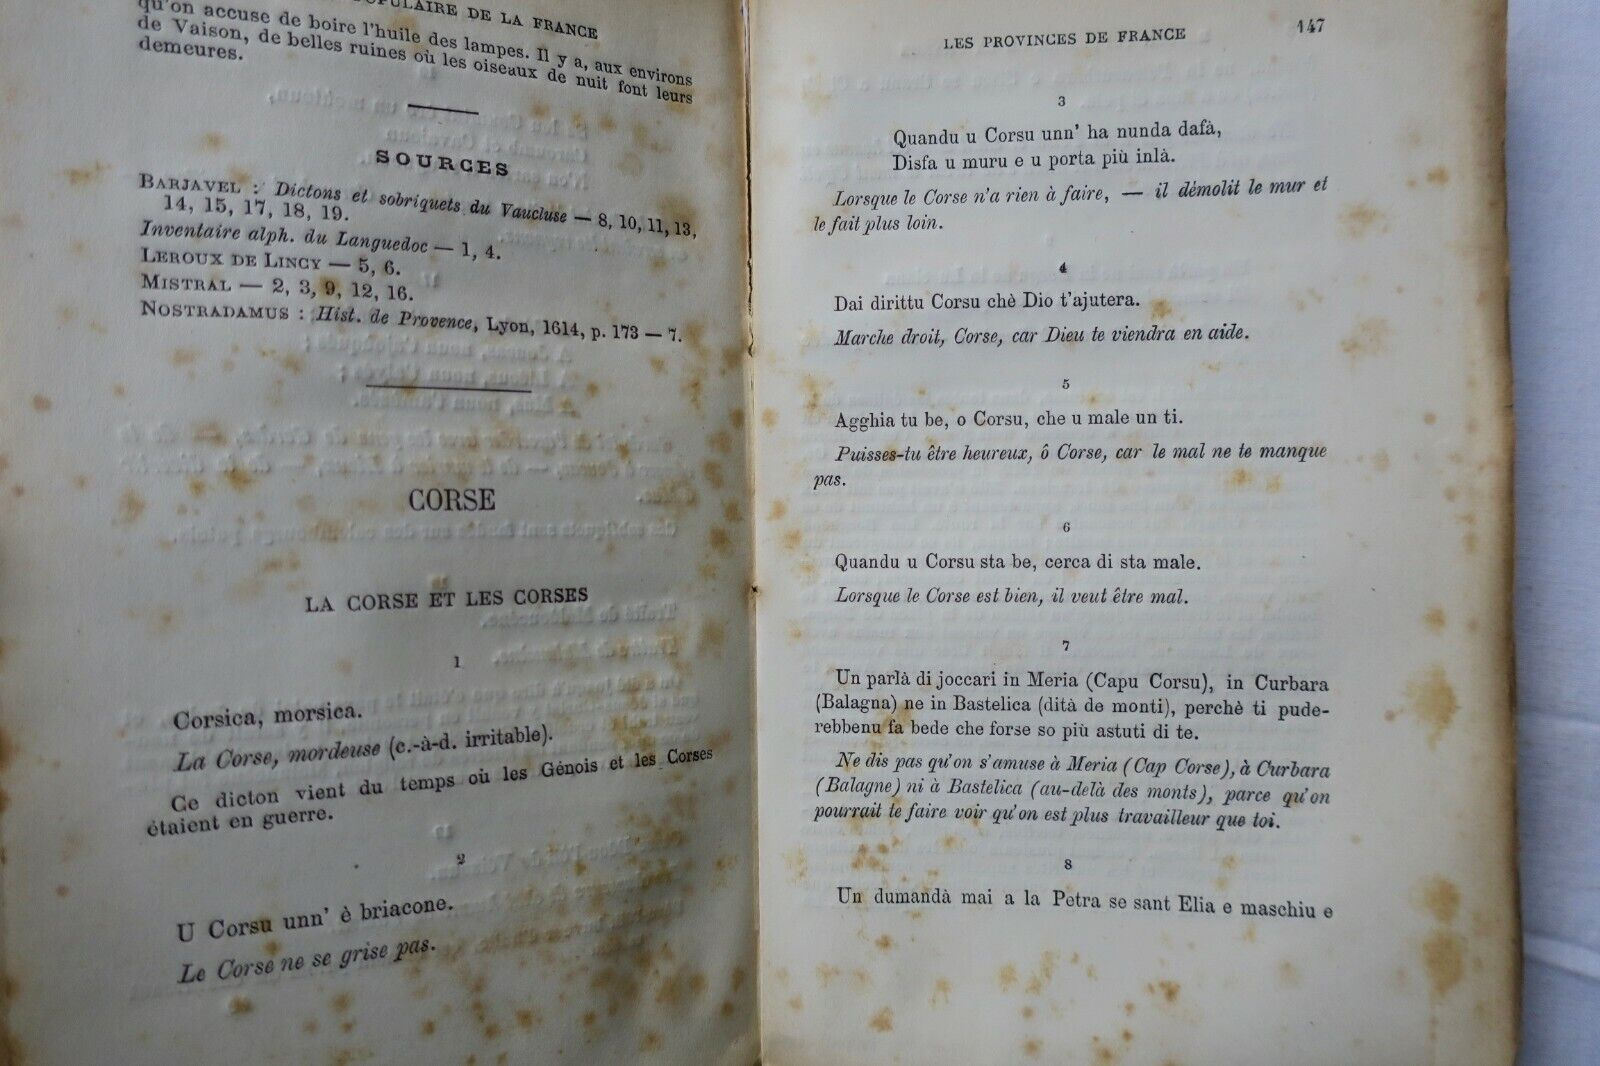 POPULAIRE DE LA FRANCE
qu'on accuse de boire l'huile des lampes. Il y a, aux environs
de Vaison, de belles ruines où les oiseaux de nuit font leurs
demeures.
SOURCES
BARJAVEL : Dictons et sobriquets du Vaucluse — 8, 10, 11, 13,
14, 15, 17, 18, 19.
Inventaire alph. du Languedoc — 1, 4.
LEROUX DE LINCY — 5, 6.
MISTRAL — 2, 3, 9, 12, 16.
NOSTRADAMUS : Hist. de Provence, Lyon, 1614, p. 173 — 7.
CORSE
LA CORSE ET LES CORSES
1
Corsica, morsica.
La Corse, mordeuse (c.-à-d. irritable).
Ce dicton vient du temps où les Génois et les Corses
étaient en guerre.
2
U Corsu unn' è briacone.
Le Corse ne se grise pas.
LES PROVINCES DE FRANCE 147
3
Quandu u Corsu unn' ha nunda dafà,
Disfa u muru e u porta più inlà.
Lorsque le Corse n'a rien à faire, — il démolit le mur et
le fait plus loin.
4
Dai dirittu Corsu chè Dio t'ajutera.
Marche droit, Corse, car Dieu te viendra en aide.
5
Agghia tu be, o Corsu, che u male un ti.
Puisses-tu être heureux, ô Corse, car le mal ne te manque
pas.
6
Quandu u Corsu sta be, cerca di sta male.
Lorsque le Corse est bien, il veut être mal.
7
Un parlà di joccari in Meria (Capu Corsu), in Curbara
(Balagna) ne in Bastelica (dità de monti), perchè ti pude-
rebbenu fa bede che forse so più astuti di te.
Ne dis pas qu'on s'amuse à Meria (Cap Corse), à Curbara
(Balagne) ni à Bastelica (au-delà des monts), parce qu'on
pourrait te faire voir qu'on est plus travailleur que toi.
8
Un dumandà mai a la Petra se sant Elia e maschiu e